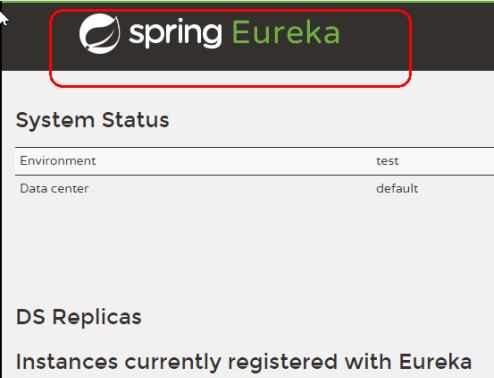 spring Eureka
System Status
Environment test
Data center default
DS Replicas
Instances currently registered with Eureka